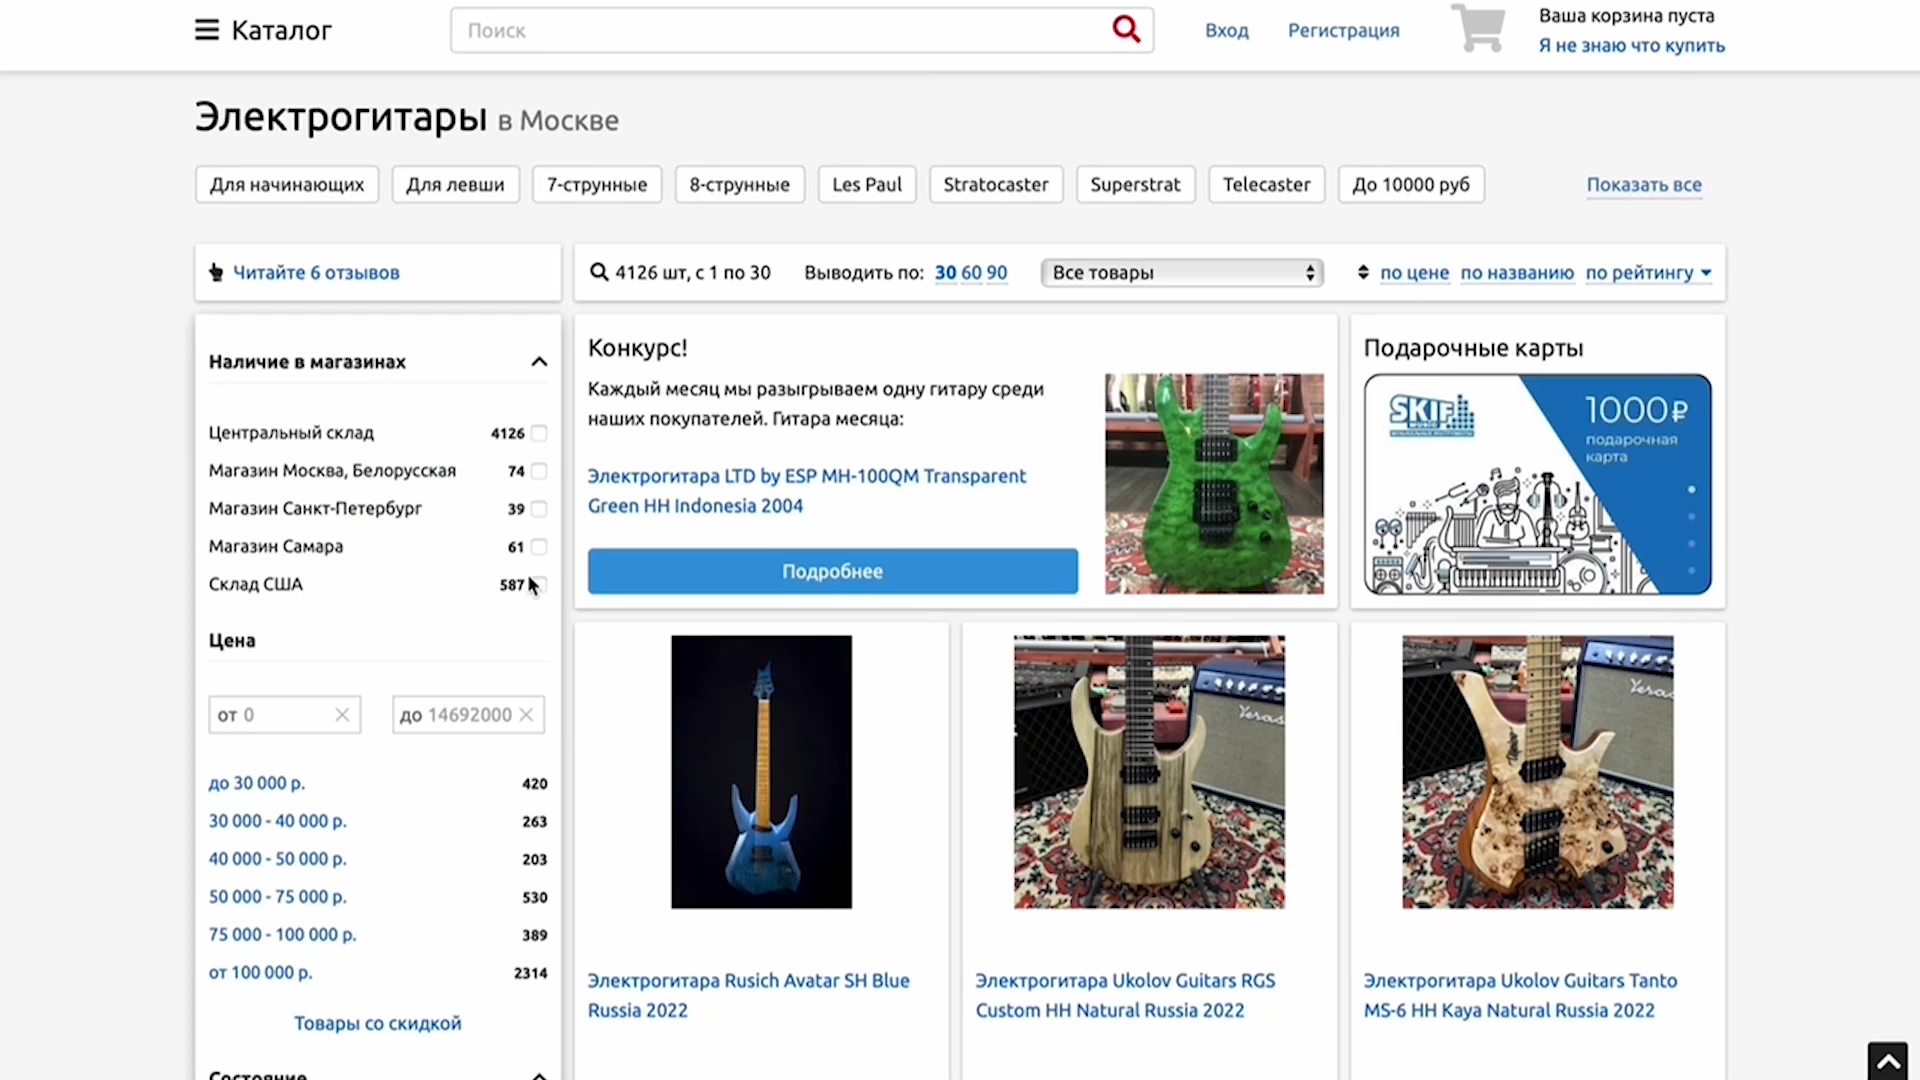 Каталог
Поиск
Вход
Регистрация
Ваша корзина пуста
Я не знаю что купить
Электрогитары в Москве
Для начинающих
Для левши
7-струнные
8-струнные
Les Paul
Stratocaster
Superstrat
Telecaster
До 10000 руб
Показать все
Читайте 6 отзывов
4126 шт, с 1 по 30
Выводить по: 30 60 90
Все товары
по цене
по названию
по рейтингу
Наличие в магазинах
Центральный склад 4126
Магазин Москва, Белорусская 74
Магазин Санкт-Петербург 39
Магазин Самара 61
Склад США 587
Цена
от 0
до 14692000
до 30 000 р. 420
30 000 - 40 000 р. 263
40 000 - 50 000 р. 203
50 000 - 75 000 р. 530
75 000 - 100 000 р. 389
от 100 000 р. 2314
Товары со скидкой
Состояние
Конкурс!
Каждый месяц мы разыгрываем одну гитару среди
наших покупателей. Гитара месяца:
Электрогитара LTD by ESP MH-100QM Transparent
Green HH Indonesia 2004
Подробнее
Подарочные карты
SKIF
MUSIC
1000₽
подарочная
карта
Электрогитара Rusich Avatar SH Blue
Russia 2022
Yeras
Электрогитара Ukolov Guitars RGS
Custom HH Natural Russia 2022
Yeras
Электрогитара Ukolov Guitars Tanto
MS-6 HH Kaya Natural Russia 2022